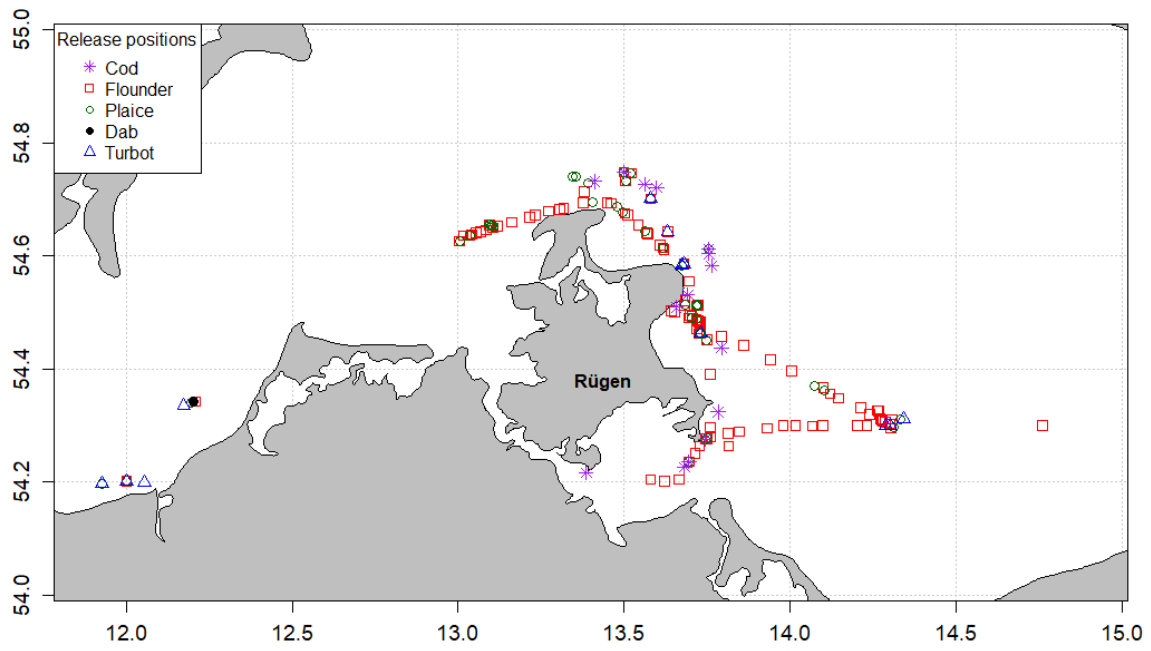 55.0
54.8
54.6
54.4
54.2
54.0
Release positions
Cod
Flounder
Plaice
Dab
Turbot
Rügen
12.0 12.5 13.0 13.5 14.0 14.5 15.0